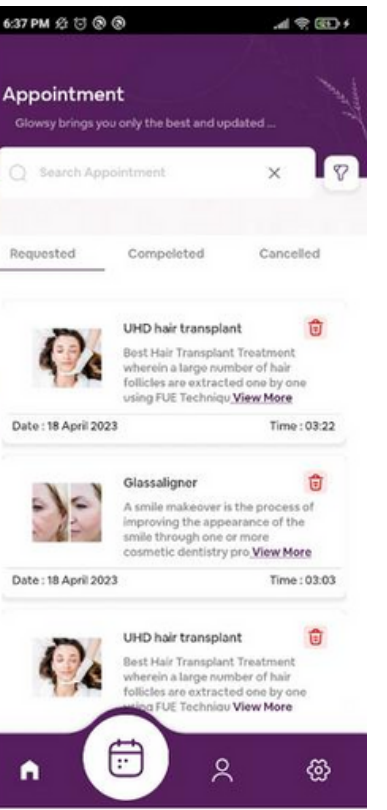 6:37 PM
Appointment
Glowsy brings you only the best and updated ...
Search Appointment
Requested Compeleted Cancelled
UHD hair transplant
Best Hair Transplant Treatment
wherein a large number of hair
follicles are extracted one by one
using FUE Techniqu View More
Date : 18 April 2023 Time : 03:22
Glassaligner
A smile makeover is the process of
improving the appearance of the
smile through one or more
cosmetic dentistry pro View More
Date : 18 April 2023 Time : 03:03
UHD hair transplant
Best Hair Transplant Treatment
wherein a large number of hair
follicles are extracted one by one
using FUE Techniqu View More